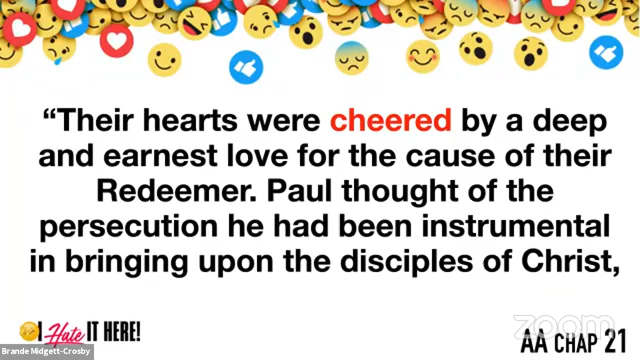 “Their hearts were cheered by a deep
and earnest love for the cause of their
Redeemer. Paul thought of the
persecution he had been instrumental
in bringing upon the disciples of Christ,
I Hate IT HERE!
zoom
AA CHAP 21
Brande Midgett-Crosby